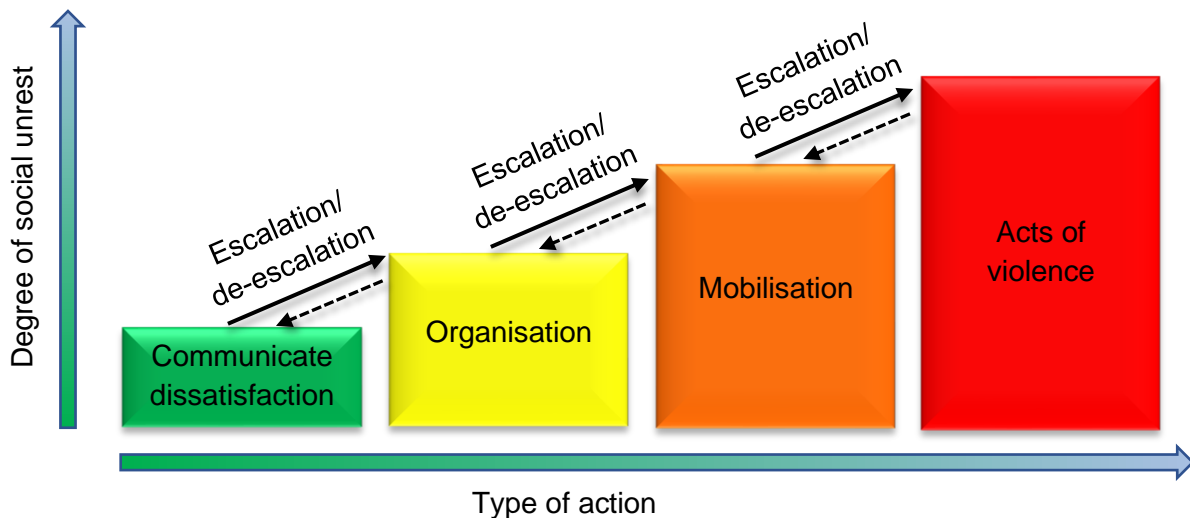 Degree of social unrest
Escalation/
de-escalation
Escalation/
de-escalation
Escalation/
de-escalation
Communicate
dissatisfaction
Organisation
Mobilisation
Acts of
violence
Type of action